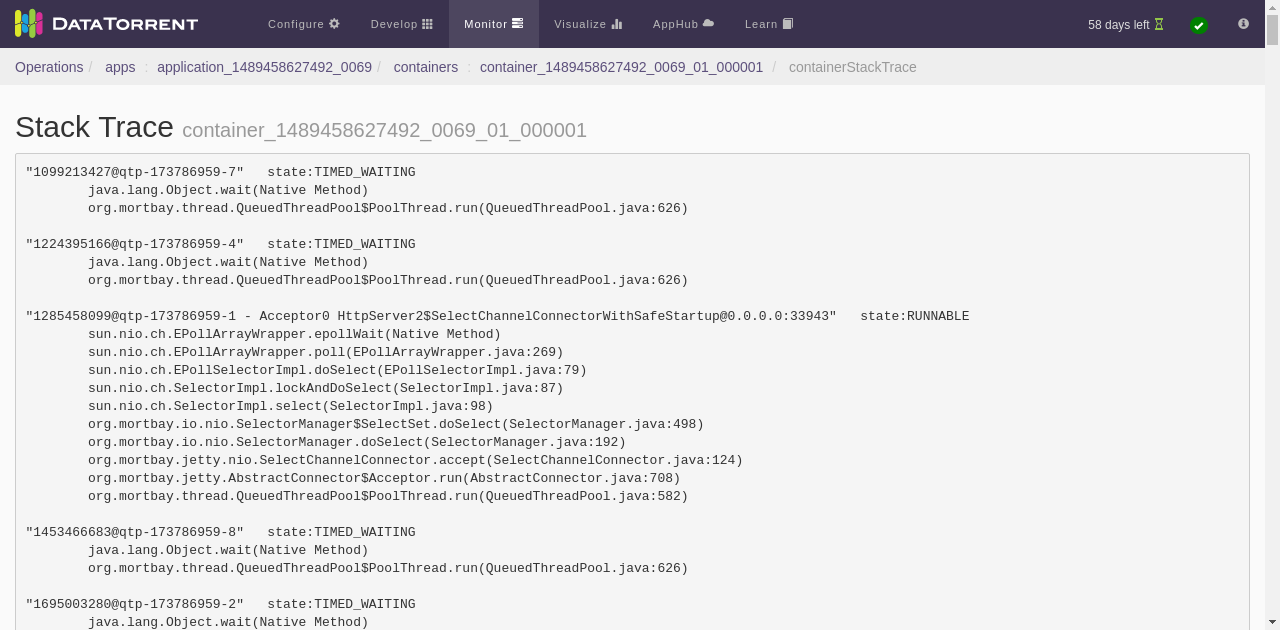 DATATORRENT Configure Develop Monitor Visualize AppHub Learn 58 days left
Operations / apps : application_1489458627492_0069 / containers : container_1489458627492_0069_01_000001 / containerStackTrace
Stack Trace container_1489458627492_0069_01_000001
"1099213427@qtp-173786959-7"   state:TIMED_WAITING
        java.lang.Object.wait(Native Method)
        org.mortbay.thread.QueuedThreadPool$PoolThread.run(QueuedThreadPool.java:626)
"1224395166@qtp-173786959-4"   state:TIMED_WAITING
        java.lang.Object.wait(Native Method)
        org.mortbay.thread.QueuedThreadPool$PoolThread.run(QueuedThreadPool.java:626)
"1285458099@qtp-173786959-1 - Acceptor0 HttpServer2$SelectChannelConnectorWithSafeStartup@0.0.0.0:33943"   state:RUNNABLE
        sun.nio.ch.EPollArrayWrapper.epollWait(Native Method)
        sun.nio.ch.EPollArrayWrapper.poll(EPollArrayWrapper.java:269)
        sun.nio.ch.EPollSelectorImpl.doSelect(EPollSelectorImpl.java:79)
        sun.nio.ch.SelectorImpl.lockAndDoSelect(SelectorImpl.java:87)
        sun.nio.ch.SelectorImpl.select(SelectorImpl.java:98)
        org.mortbay.io.nio.SelectorManager$SelectSet.doSelect(SelectorManager.java:498)
        org.mortbay.io.nio.SelectorManager.doSelect(SelectorManager.java:192)
        org.mortbay.jetty.nio.SelectChannelConnector.accept(SelectChannelConnector.java:124)
        org.mortbay.jetty.AbstractConnector$Acceptor.run(AbstractConnector.java:708)
        org.mortbay.thread.QueuedThreadPool$PoolThread.run(QueuedThreadPool.java:582)
"1453466683@qtp-173786959-8"   state:TIMED_WAITING
        java.lang.Object.wait(Native Method)
        org.mortbay.thread.QueuedThreadPool$PoolThread.run(QueuedThreadPool.java:626)
"1695003280@qtp-173786959-2"   state:TIMED_WAITING
        java.lang.Object.wait(Native Method)